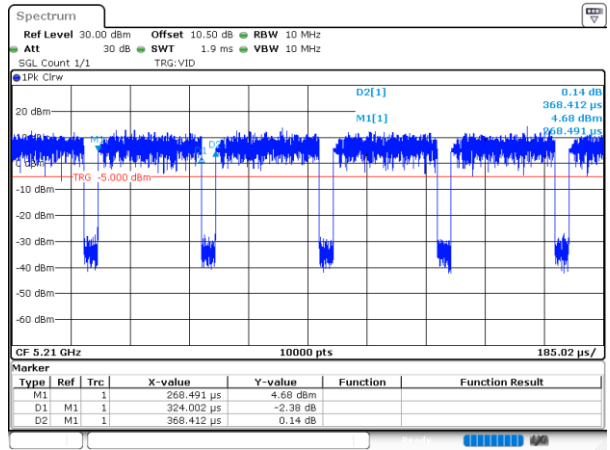 Spectrum
Ref Level 30.00 dBm Offset 10.50 dB RBW 10 MHz
Att 30 dB SWT 1.9 ms VBW 10 MHz
SGL Count 1/1 TRG:VID
1Pk Clrw
D2[1] 0.14 dB
368.412 µs
M1[1] 4.68 dBm
268.491 µs
20 dBm
M1
D2
TRG -5.000 dBm
-10 dBm
-20 dBm
-30 dBm
-40 dBm
-50 dBm
-60 dBm
CF 5.21 GHz 10000 pts 185.02 µs/
Marker
Type Ref Trc X-value Y-value Function Function Result
M1 1 268.491 µs 4.68 dBm
D1 M1 1 324.002 µs -2.38 dB
D2 M1 1 368.412 µs 0.14 dB